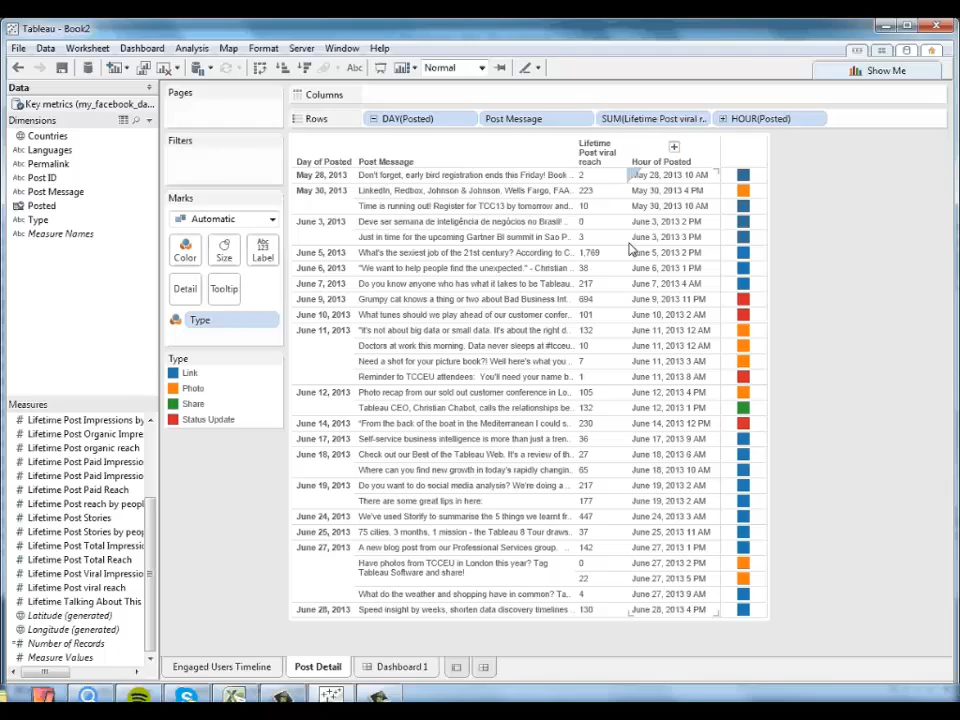 Tableau - Book2
File Data Worksheet Dashboard Analysis Map Format Server Window Help
Abc Normal
Show Me
Data
Key metrics (my_facebook_da...
Dimensions
Countries
Abc Languages
Abc Permalink
Abc Post ID
Abc Post Message
Posted
Abc Type
Abc Measure Names
Measures
# Lifetime Post Impressions by
# Lifetime Post Organic Impre
# Lifetime Post organic reach
# Lifetime Post Paid Impressio
# Lifetime Post Paid Impressio
# Lifetime Post Paid Reach
# Lifetime Post reach by peopl
# Lifetime Post Stories
# Lifetime Post Stories by peop
# Lifetime Post Total Impressi
# Lifetime Post Total Reach
# Lifetime Post Viral Impressio
# Lifetime Post viral reach
# Lifetime Talking About This
Latitude (generated)
Longitude (generated)
=# Number of Records
# Measure Values
Pages
Filters
Marks
Abc Automatic
Color Size Abc 123 Label
Detail Tooltip
Type
Type
Link
Photo
Share
Status Update
Columns
Rows DAY(Posted) Post Message SUM(Lifetime Post viral r.. HOUR(Posted)
Lifetime
Post viral
Day of Posted Post Message reach Hour of Posted
May 28, 2013 Don't forget, early bird registration ends this Friday! Book .. 2 May 28, 2013 10 AM
May 30, 2013 LinkedIn, Redbox, Johnson & Johnson. Wells Fargo, FAA.. 223 May 30, 2013 4 PM
Time is running out! Register for TCC13 by tomorrow and.. 10 May 30, 2013 10 AM
June 3, 2013 Deve ser semana de inteligência de negócios no Brasil! .. 0 June 3, 2013 2 PM
Just in time for the upcoming Gartner BI summit in Sao P.. 3 June 3, 2013 3 PM
June 5, 2013 What's the sexiest job of the 21st century? According to C.. 1,769 June 5, 2013 2 PM
June 6, 2013 "We want to help people find the unexpected." - Christian .. 38 June 6, 2013 1 PM
June 7, 2013 Do you know anyone who has what it takes to be Tableau.. 217 June 7, 2013 4 AM
June 9, 2013 Grumpy cat knows a thing or two about Bad Business Int.. 694 June 9, 2013 11 PM
June 10, 2013 What tunes should we play ahead of our customer confer.. 101 June 10, 2013 2 AM
June 11, 2013 "It's not about big data or small data. It's about the right d.. 132 June 11, 2013 12 AM
Doctors at work this morning. Data never sleeps at #tcceu.. 10 June 11, 2013 12 AM
Need a shot for your picture book?! Well here's what you .. 7 June 11, 2013 3 AM
Reminder to TCCEU attendees: You'll need your name b.. 1 June 11, 2013 8 AM
June 12, 2013 Photo recap from our sold out customer conference in Lo.. 105 June 12, 2013 4 PM
Tableau CEO, Christian Chabot, calls the relationships be.. 132 June 12, 2013 1 PM
June 14, 2013 "From the back of the boat in the Mediterranean I could s.. 230 June 14, 2013 12 PM
June 17, 2013 Self-service business intelligence is more than just a tren.. 36 June 17, 2013 9 AM
June 18, 2013 Check out our Best of the Tableau Web. It's a review of th.. 27 June 18, 2013 6 AM
Where can you find new growth in today's rapidly changin.. 65 June 18, 2013 10 AM
June 19, 2013 Do you want to do social media analysis? We're doing a .. 217 June 19, 2013 2 AM
There are some great tips in here: 177 June 19, 2013 2 AM
June 24, 2013 We've used Storify to summarise the 5 things we learned fr.. 447 June 24, 2013 3 AM
June 25, 2013 75 cities, 3 months, 1 mission - the Tableau 8 Tour draws.. 37 June 25, 2013 11 AM
June 27, 2013 A new blog post from our Professional Services group. .. 142 June 27, 2013 1 PM
Have photos from TCCEU in London this year? Tag 0 June 27, 2013 2 PM
Tableau Software and share! 22 June 27, 2013 5 PM
What do the weather and shopping have in common? Ta.. 4 June 27, 2013 9 AM
June 28, 2013 Speed insight by weeks, shorten data discovery timelines .. 130 June 28, 2013 4 PM
Engaged Users Timeline Post Detail Dashboard 1